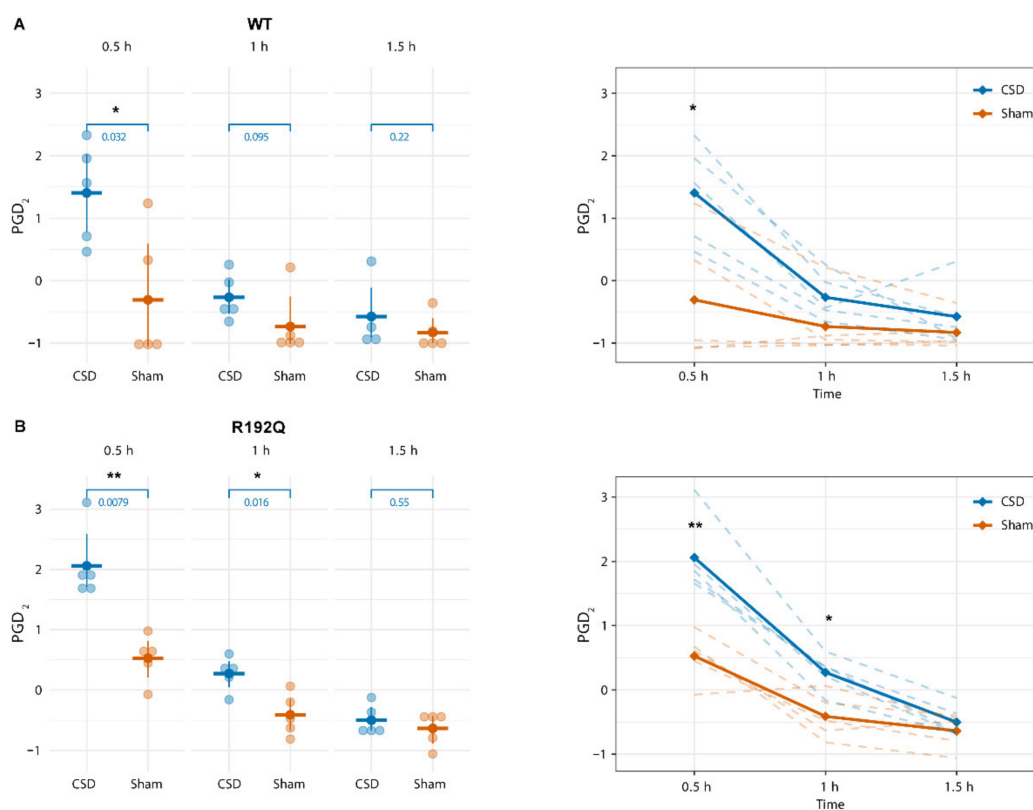 A
WT
0.5 h
1 h
1.5 h
PGD2
3
2
1
0
−1
*
0.032
0.095
0.22
CSD
Sham
CSD
Sham
CSD
Sham
PGD2
3
2
1
0
−1
*
CSD
Sham
0.5 h
1 h
1.5 h
Time
B
R192Q
0.5 h
1 h
1.5 h
PGD2
3
2
1
0
−1
**
0.0079
*
0.016
0.55
CSD
Sham
CSD
Sham
CSD
Sham
PGD2
3
2
1
0
−1
**
*
CSD
Sham
0.5 h
1 h
1.5 h
Time